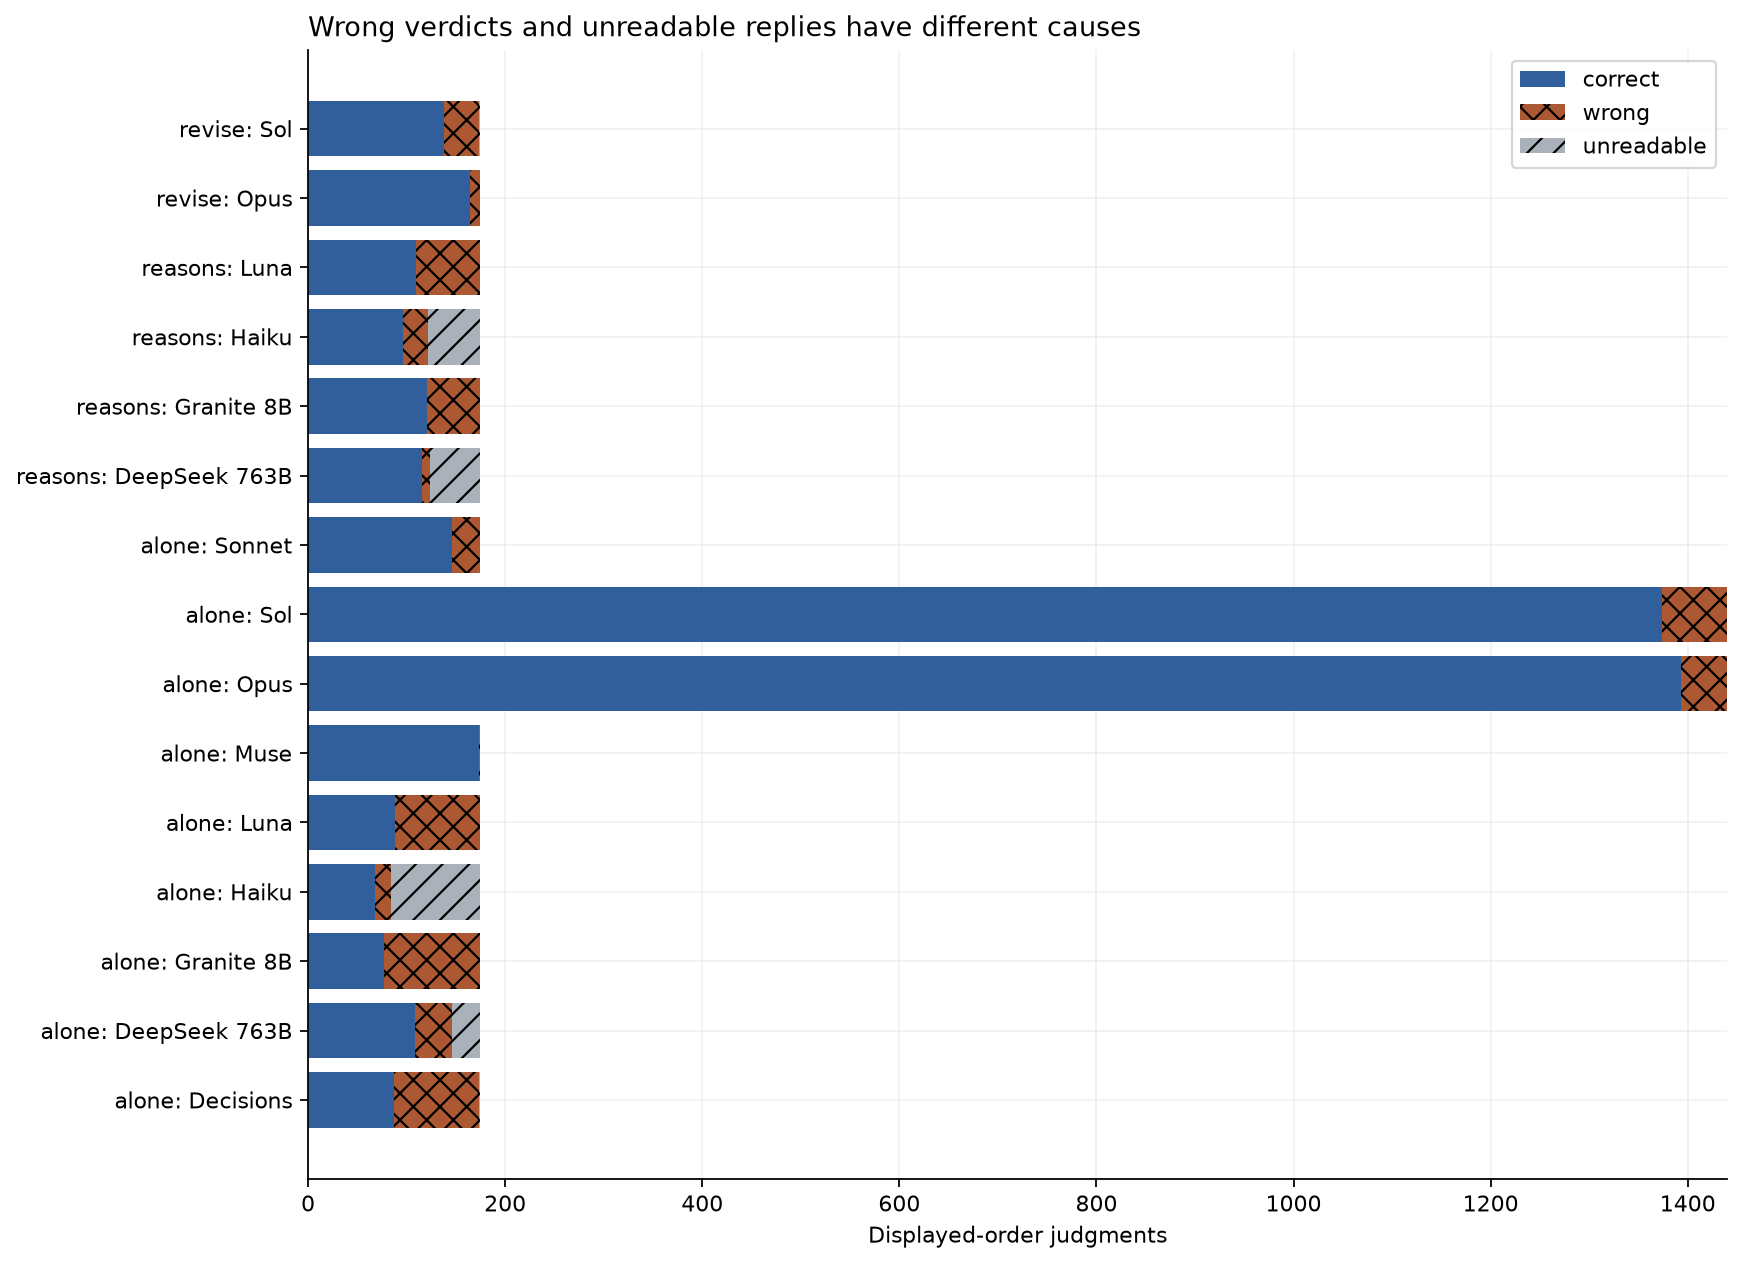 Wrong verdicts and unreadable replies have different causes
correct
wrong
unreadable
revise: Sol
revise: Opus
reasons: Luna
reasons: Haiku
reasons: Granite 8B
reasons: DeepSeek 763B
alone: Sonnet
alone: Sol
alone: Opus
alone: Muse
alone: Luna
alone: Haiku
alone: Granite 8B
alone: DeepSeek 763B
alone: Decisions
0 200 400 600 800 1000 1200 1400
Displayed-order judgments